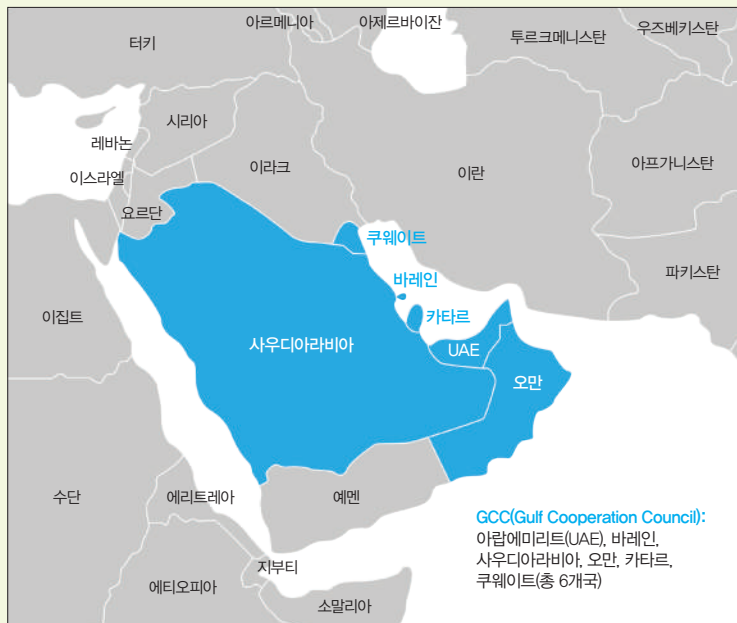 아르메니아
아제르바이잔
우즈베키스탄
터키
투르크메니스탄
시리아
레바논
이라크
이란
아프가니스탄
이스라엘
요르단
쿠웨이트
파키스탄
바레인
이집트
카타르
사우디아라비아
UAE
오만
수단
에리트레아
예멘
GCC(Gulf Cooperation Council):
아랍에미리트(UAE), 바레인,
사우디아라비아, 오만, 카타르,
쿠웨이트(총 6개국)
지부티
에티오피아
소말리아